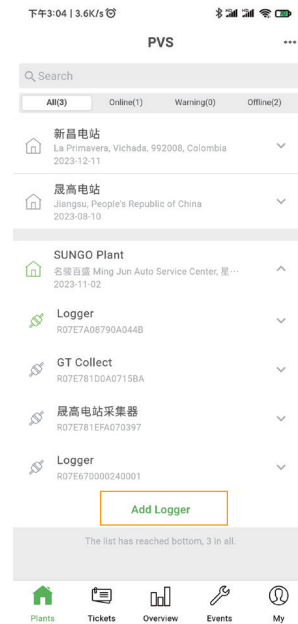 下午3:04 | 3.6K/s
PVS
Search
All(3) Online(1) Warning(0) Offline(2)
新昌电站
La Primavera, Vichada, 992008, Colombia
2023-12-11
晟高电站
Jiangsu, People's Republic of China
2023-08-10
SUNGO Plant
名骏百盛 Ming Jun Auto Service Center, 星…
2023-11-02
Logger
R07E7A08790A044B
GT Collect
R07E781D0A0715BA
晟高电站采集器
R07E781EFA070397
Logger
R07E670000240001
Add Logger
The list has reached bottom, 3 in all.
Plants Tickets Overview Events My